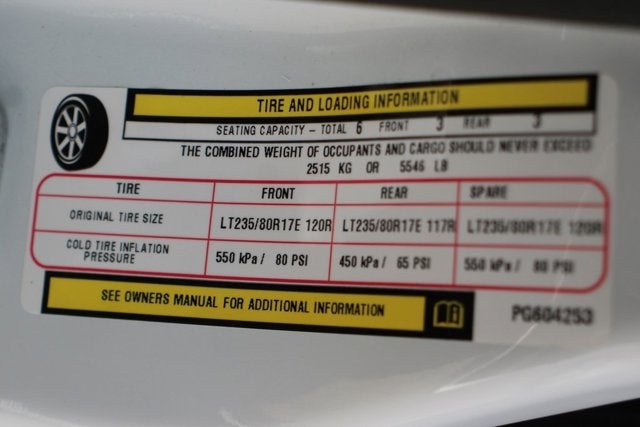 TIRE AND LOADING INFORMATION
SEATING CAPACITY – TOTAL 6 FRONT 3 REAR 3
THE COMBINED WEIGHT OF OCCUPANTS AND CARGO SHOULD NEVER EXCEED
2515 KG OR 5546 LB
TIRE FRONT REAR SPARE
ORIGINAL TIRE SIZE LT235/80R17E 120R LT235/80R17E 117R LT235/80R17E 120R
COLD TIRE INFLATION
PRESSURE 550 kPa / 80 PSI 450 kPa / 65 PSI 550 kPa / 80 PSI
SEE OWNERS MANUAL FOR ADDITIONAL INFORMATION
PG604253